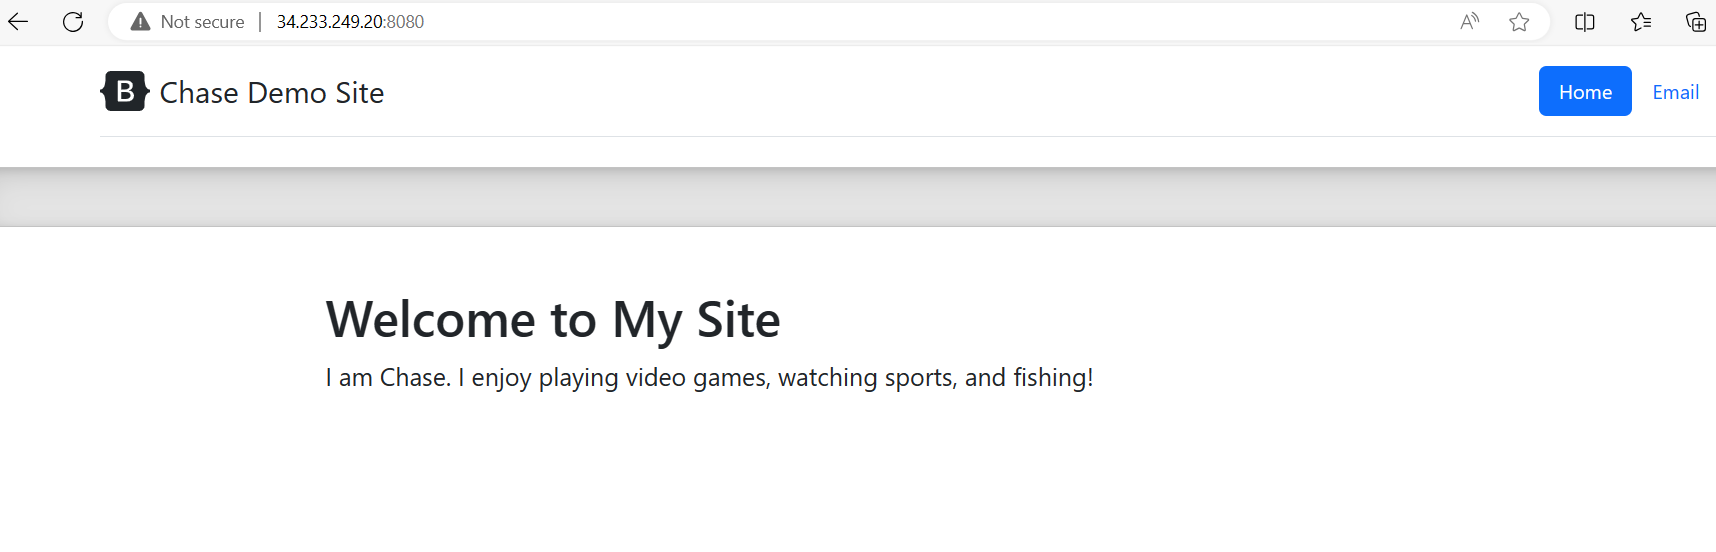 Not secure | 34.233.249.20:8080
B Chase Demo Site
Home Email
Welcome to My Site
I am Chase. I enjoy playing video games, watching sports, and fishing!